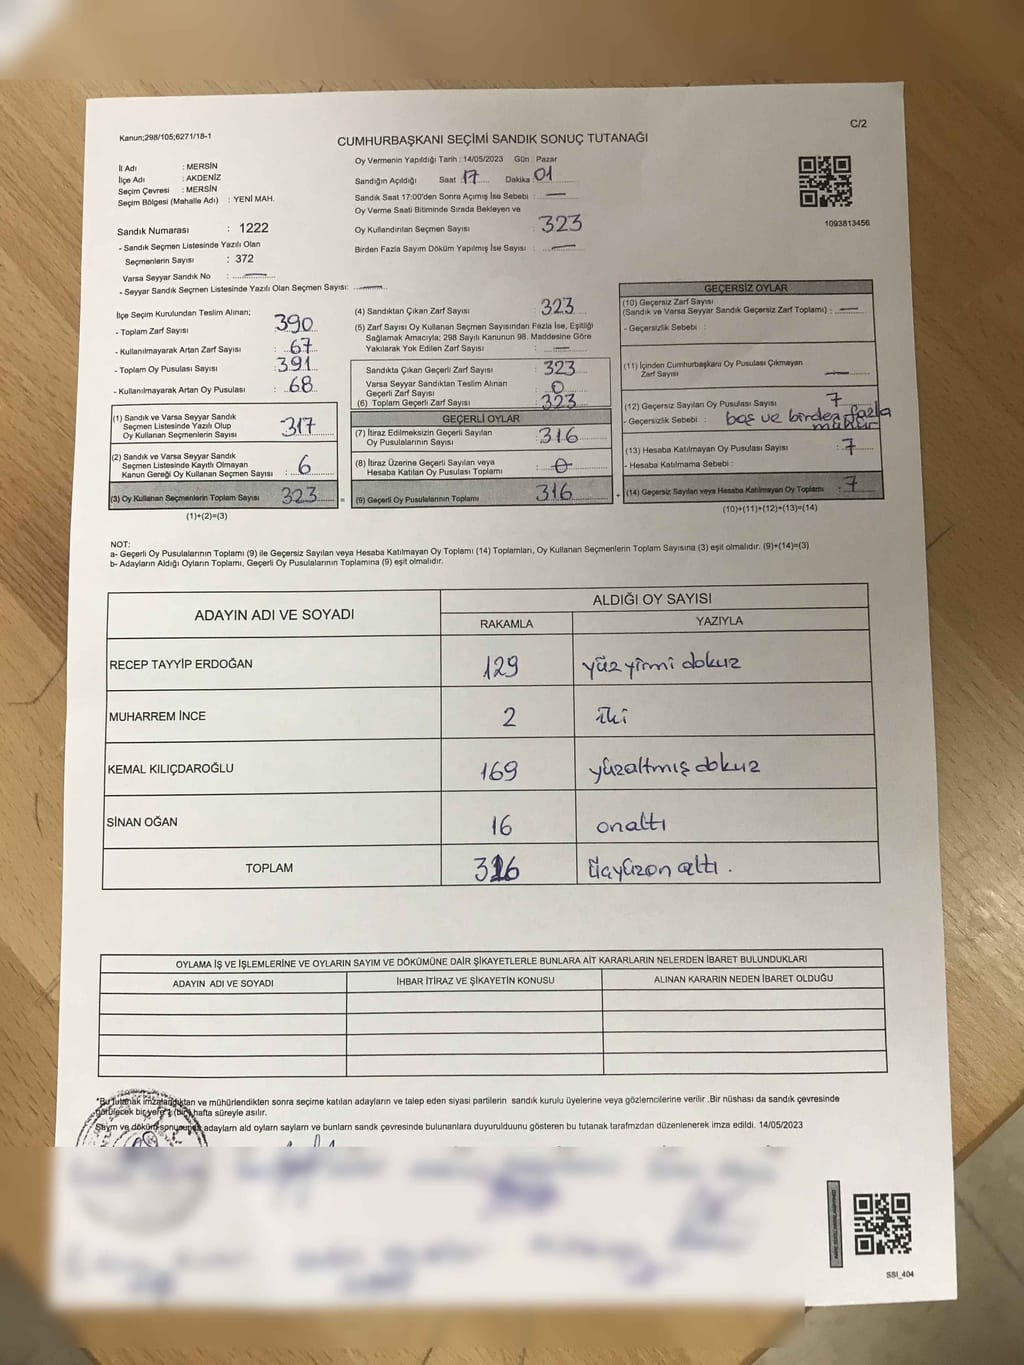 Kanun;298/105;6271/18-1
C/2
CUMHURBAŞKANI SEÇİMİ SANDIK SONUÇ TUTANAĞI
İl Adı : MERSİN
İlçe Adı : AKDENİZ
Seçim Çevresi : MERSİN
Seçim Bölgesi (Mahalle Adı) : YENİ MAH.
Oy Vermenin Yapıldığı Tarih : 14/05/2023 Gün : Pazar
Sandığın Açıldığı Saat 17 Dakika 01
Sandık Saat 17:00'den Sonra Açımış İse Sebebi : —
Oy Verme Saati Bitiminde Sırada Bekleyen ve
Oy Kullandırılan Seçmen Sayısı : 323
Birden Fazla Sayım Döküm Yapılmış İse Sayısı : —
1093813456
Sandık Numarası : 1222
- Sandık Seçmen Listesinde Yazılı Olan
Seçmenlerin Sayısı : 372
Varsa Seyyar Sandık No : —
- Seyyar Sandık Seçmen Listesinde Yazılı Olan Seçmen Sayısı: —
İlçe Seçim Kurulundan Teslim Alınan;
- Toplam Zarf Sayısı : 390
- Kullanılmayarak Artan Zarf Sayısı : 67
- Toplam Oy Pusulası Sayısı : 391
- Kullanılmayarak Artan Oy Pusulası : 68
(1) Sandık ve Varsa Seyyar Sandık
Seçmen Listesinde Yazılı Olup
Oy Kullanan Seçmenlerin Sayısı : 317
(2) Sandık ve Varsa Seyyar Sandık
Seçmen Listesinde Kayıtlı Olmayan
Kanun Gereği Oy Kullanan Seçmen Sayısı : 6
(3) Oy Kullanan Seçmenlerin Toplam Sayısı : 323 =
(1)+(2)=(3)
(4) Sandıktan Çıkan Zarf Sayısı : 323
(5) Zarf Sayısı Oy Kullanan Seçmen Sayısından Fazla İse, Eşitliği
Sağlamak Amacıyla; 298 Sayılı Kanunun 98. Maddesine Göre
Yakılarak Yok Edilen Zarf Sayısı : —
Sandıkta Çıkan Geçerli Zarf Sayısı : 323
Varsa Seyyar Sandıktan Teslim Alınan
Geçerli Zarf Sayısı : 0
(6) Toplam Geçerli Zarf Sayısı : 323
GEÇERLİ OYLAR
(7) İtiraz Edilmeksizin Geçerli Sayılan
Oy Pusulalarının Sayısı : 316
(8) İtiraz Üzerine Geçerli Sayılan veya
Hesaba Katılan Oy Pusulası Toplamı : 0
(9) Geçerli Oy Pusulalarının Toplamı : 316 +
GEÇERSİZ OYLAR
(10) Geçersiz Zarf Sayısı
(Sandık ve Varsa Seyyar Sandık Geçersiz Zarf Toplamı) : —
- Geçersizlik Sebebi :
(11) İçinden Cumhurbaşkanı Oy Pusulası Çıkmayan
Zarf Sayısı : —
(12) Geçersiz Sayılan Oy Pusulası Sayısı : 7
- Geçersizlik Sebebi : boş ve birden fazla
mühür
(13) Hesaba Katılmayan Oy Pusulası Sayısı : 7
- Hesaba Katılmama Sebebi :
(14) Geçersiz Sayılan veya Hesaba Katılmayan Oy Toplamı : 7
(10)+(11)+(12)+(13)=(14)
NOT:
a- Geçerli Oy Pusulalarının Toplamı (9) ile Geçersiz Sayılan veya Hesaba Katılmayan Oy Toplamı (14) Toplamları, Oy Kullanan Seçmenlerin Toplam Sayısına (3) eşit olmalıdır. (9)+(14)=(3)
b- Adayların Aldığı Oyların Toplamı, Geçerli Oy Pusulalarının Toplamına (9) eşit olmalıdır.
ADAYIN ADI VE SOYADI
ALDIĞI OY SAYISI
RAKAMLA YAZIYLA
RECEP TAYYİP ERDOĞAN 129 yüz yirmi dokuz
MUHARREM İNCE 2 iki
KEMAL KILIÇDAROĞLU 169 yüzaltmış dokuz
SİNAN OĞAN 16 onaltı
TOPLAM 316 üçyüzon altı.
OYLAMA İŞ VE İŞLEMLERİNE VE OYLARIN SAYIM VE DÖKÜMÜNE DAİR ŞİKAYETLERLE BUNLARA AİT KARARLARIN NELERDEN İBARET BULUNDUKLARI
ADAYIN ADI VE SOYADI İHBAR İTİRAZ VE ŞİKAYETİN KONUSU ALINAN KARARIN NEDEN İBARET OLDUĞU
*Bu tutanak imzalandıktan ve mühürlendikten sonra seçime katılan adayların ve talep eden siyasi partilerin sandık kurulu üyelerine veya gözlemcilerine verilir .Bir nüshası da sandık çevresinde
görülecek bir yere 1 (bir) hafta süreyle asılır.
Sayım ve döküm sonucunda adayların ald oyların sayların ve bunların sandk çevresinde bulunanlara duyurulduunu gösteren bu tutanak tarafmzdan düzenlenerek imza edildi. 14/05/2023
SSI_404